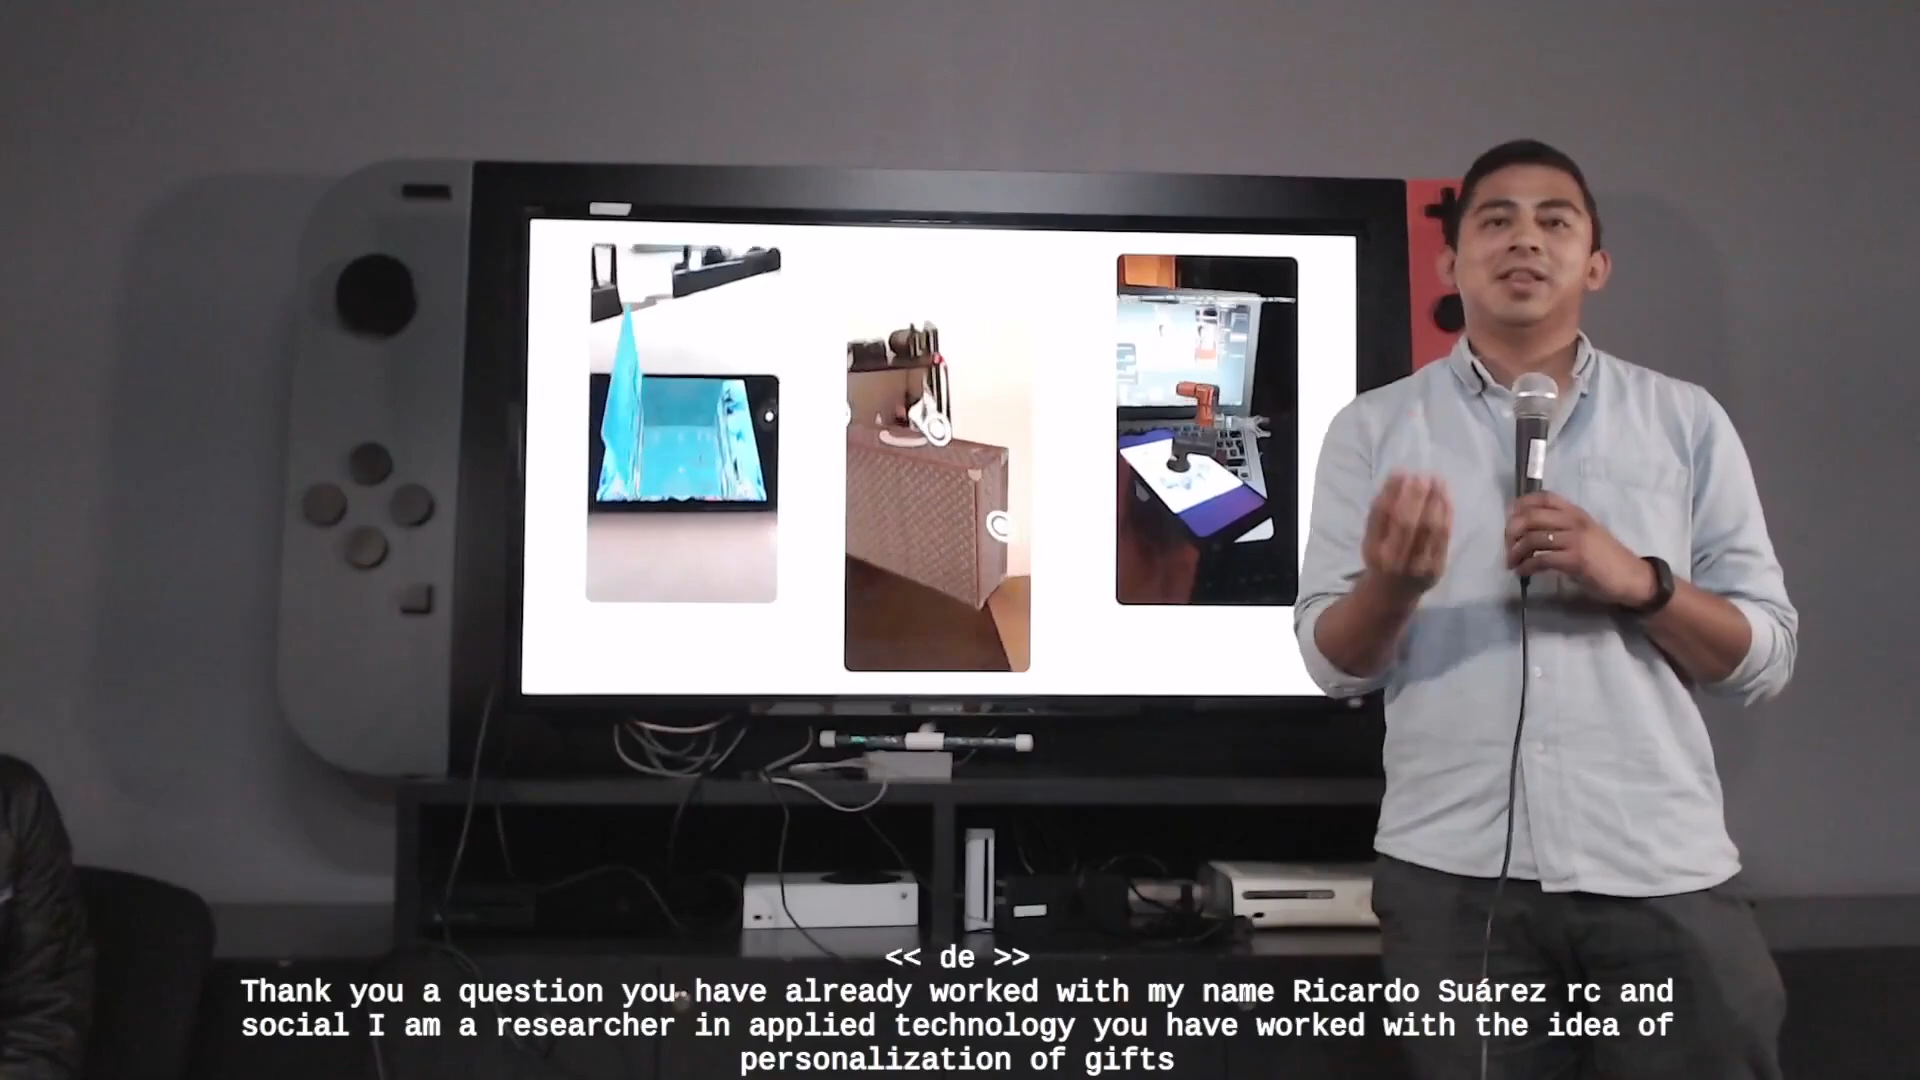 << de >>
Thank you a question you have already worked with my name Ricardo Suárez rc and
social I am a researcher in applied technology you have worked with the idea of
personalization of gifts